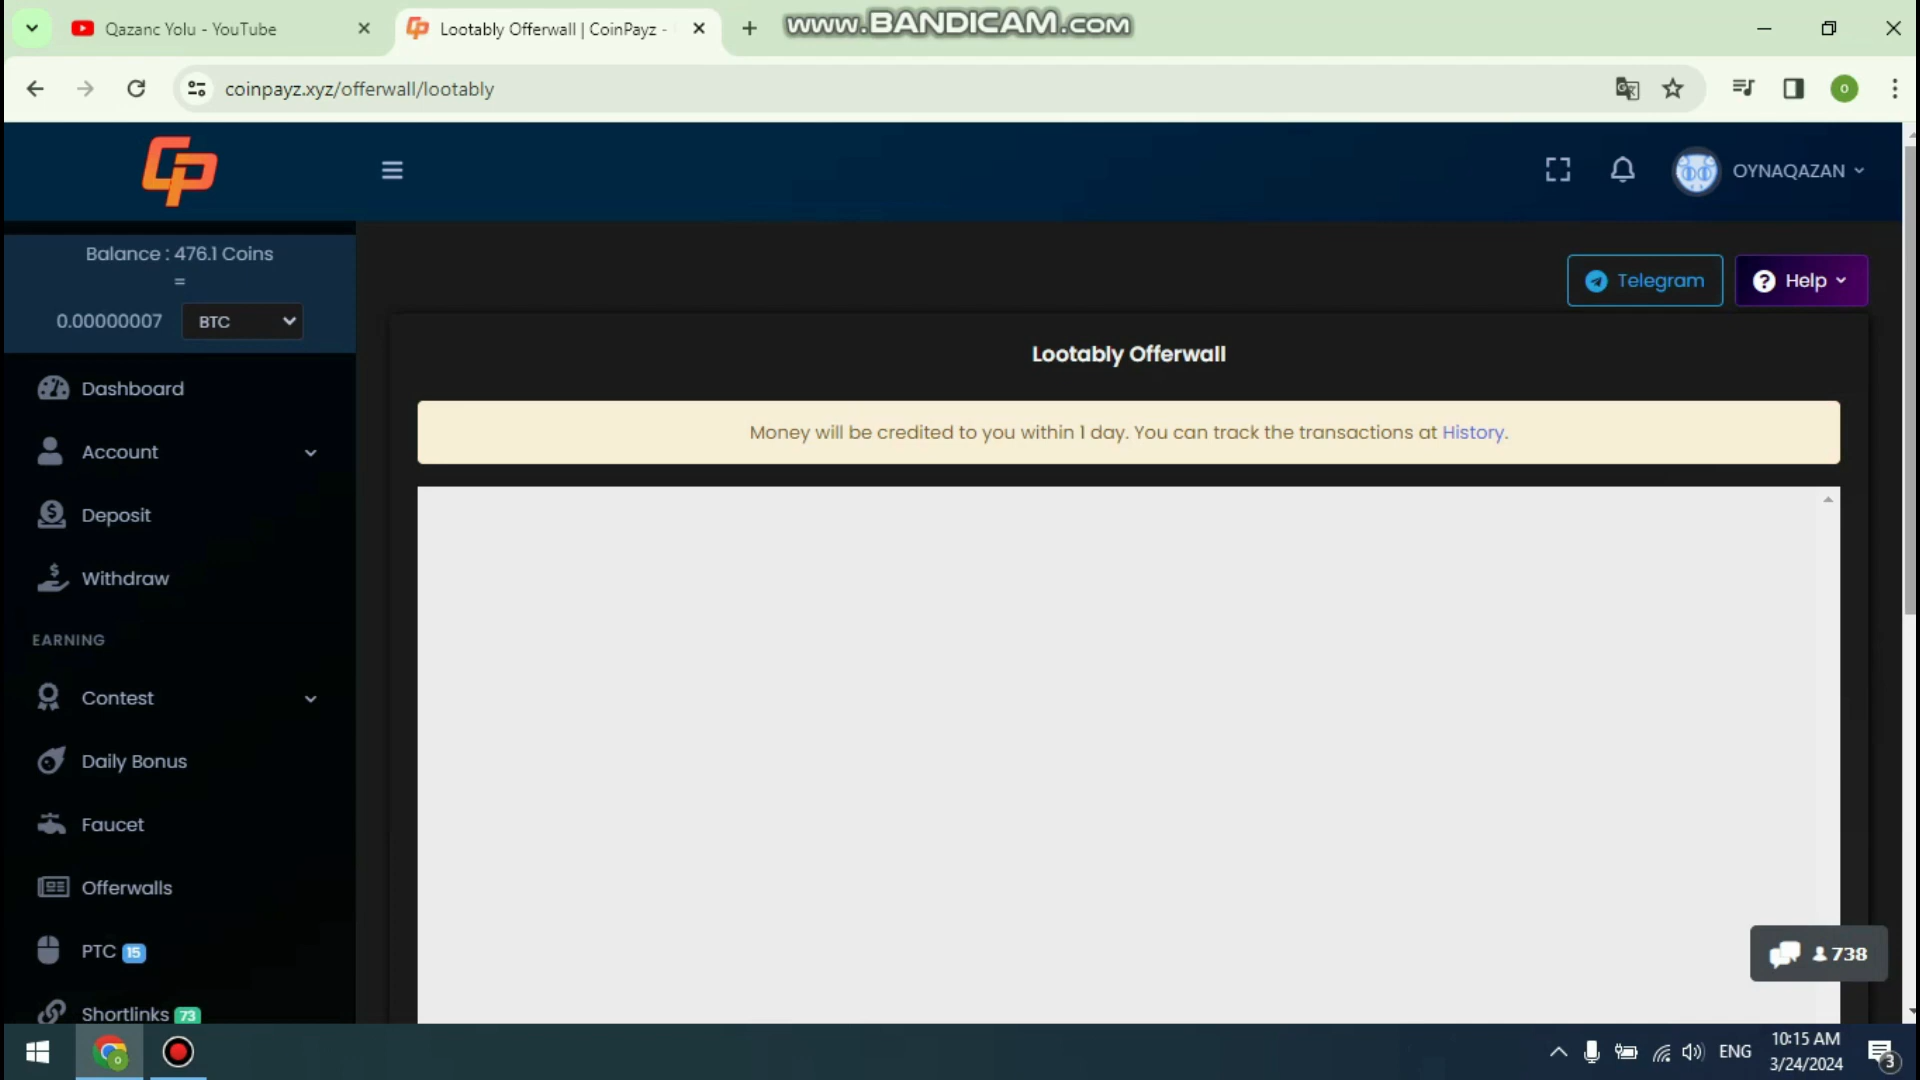 Qazanc Yolu - YouTube
Lootably Offerwall | CoinPayz -
www.BANDICAM.com
coinpayz.xyz/offerwall/lootably
CP
OYNAQAZAN
Balance : 476.1 Coins
=
0.00000007 BTC
Telegram
Help
Lootably Offerwall
Money will be credited to you within 1 day. You can track the transactions at History.
Dashboard
Account
Deposit
Withdraw
EARNING
Contest
Daily Bonus
Faucet
Offerwalls
PTC 15
Shortlinks 73
738
ENG
10:15 AM
3/24/2024
3